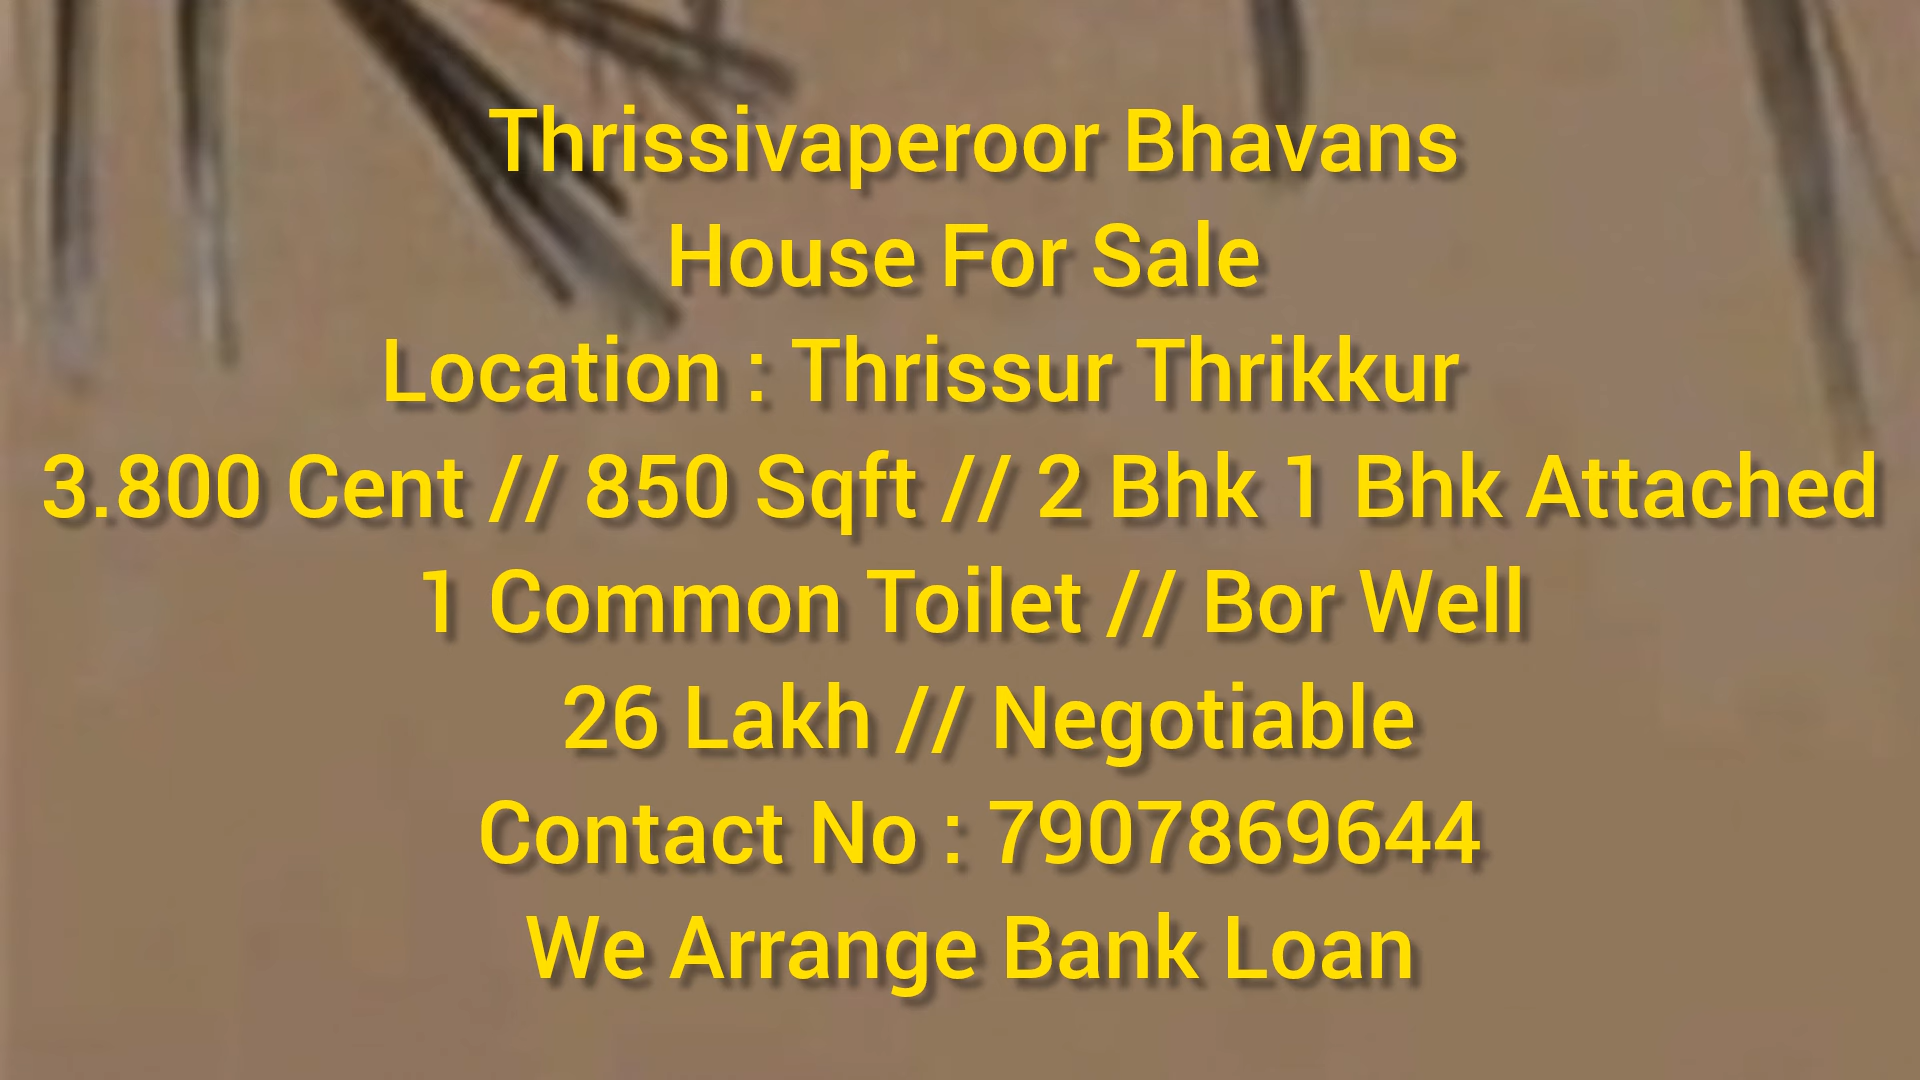 Thrissivaperoor Bhavans
House For Sale
Location : Thrissur Thrikkur
3.800 Cent // 850 Sqft // 2 Bhk 1 Bhk Attached
1 Common Toilet // Bor Well
26 Lakh // Negotiable
Contact No : 7907869644
We Arrange Bank Loan